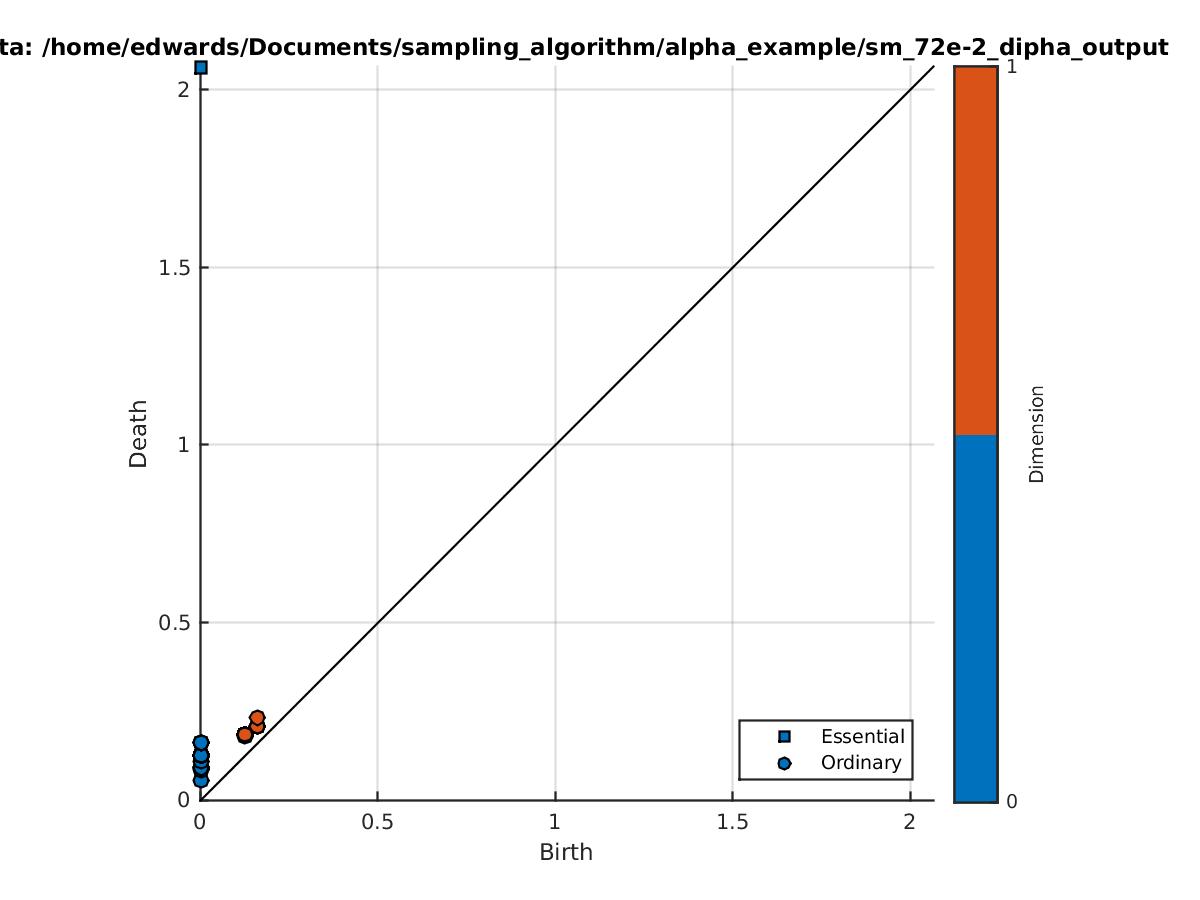 ta: /home/edwards/Documents/sampling_algorithm/alpha_example/sm_72e-2_dipha_output
2
1.5
1
0.5
0
Death
0
0.5
1
1.5
2
Birth
Essential
Ordinary
1
0
Dimension